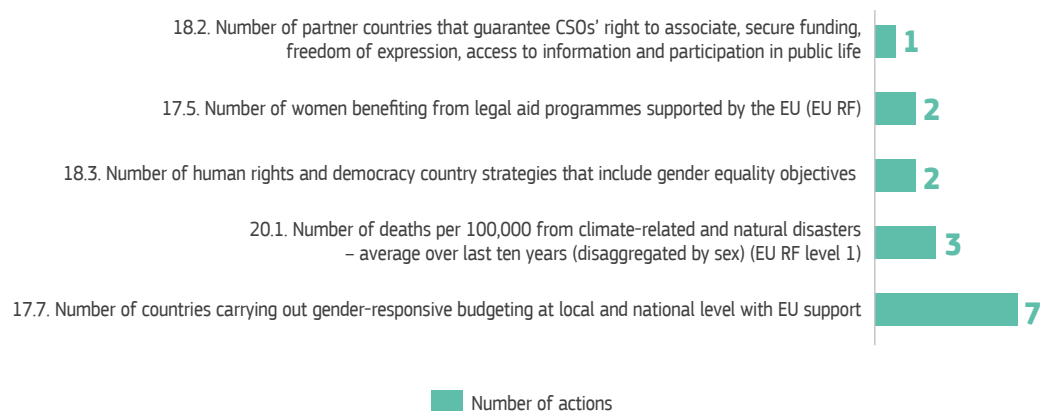 18.2. Number of partner countries that guarantee CSOs’ right to associate, secure funding,
freedom of expression, access to information and participation in public life
1
17.5. Number of women benefiting from legal aid programmes supported by the EU (EU RF)
2
18.3. Number of human rights and democracy country strategies that include gender equality objectives
2
20.1. Number of deaths per 100,000 from climate-related and natural disasters
– average over last ten years (disaggregated by sex) (EU RF level 1)
3
17.7. Number of countries carrying out gender-responsive budgeting at local and national level with EU support
7
Number of actions